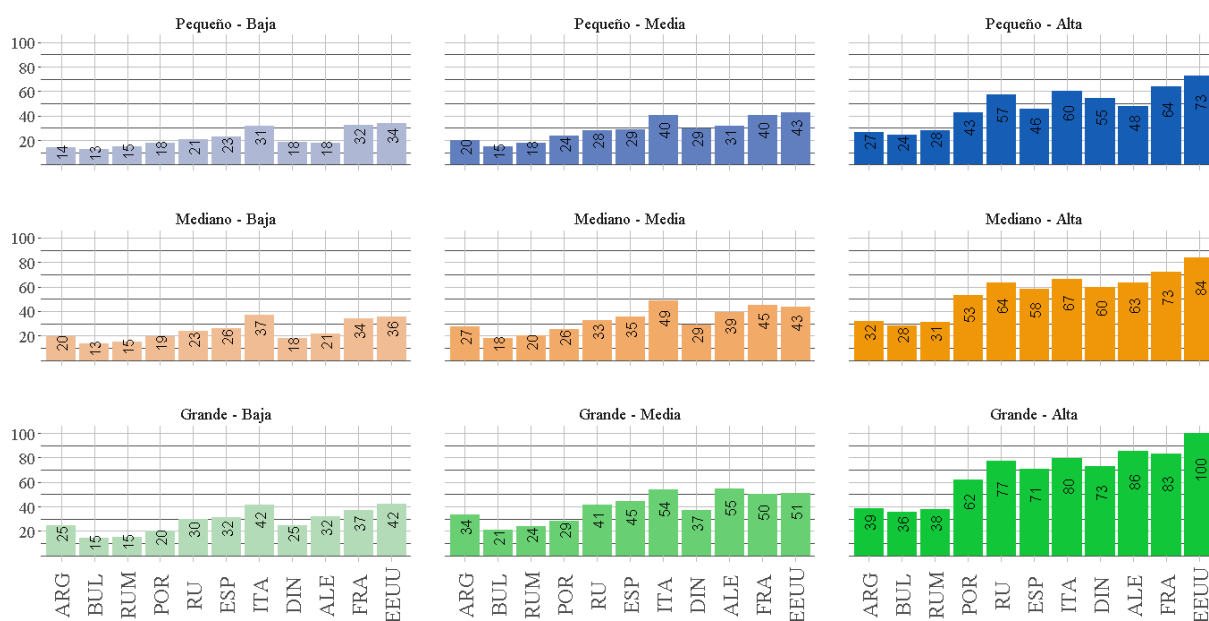 Pequeño - Baja
Pequeño - Media
Pequeño - Alta
100
80
60
40
20
14 13 15 18 21 23 31 18 18 32 34
20 15 18 24 28 29 40 29 31 40 43
27 24 28 43 57 46 60 55 48 64 73
Mediano - Baja
Mediano - Media
Mediano - Alta
100
80
60
40
20
20 13 15 19 23 26 37 18 21 34 36
27 18 20 26 33 35 49 29 39 45 43
32 28 31 53 64 58 67 60 63 73 84
Grande - Baja
Grande - Media
Grande - Alta
100
80
60
40
20
25 15 15 20 30 32 42 25 32 37 42
34 21 24 29 41 45 54 37 55 50 51
39 36 38 62 77 71 80 73 86 83 100
ARG BUL RUM POR RU ESP ITA DIN ALE FRA EEUU
ARG BUL RUM POR RU ESP ITA DIN ALE FRA EEUU
ARG BUL RUM POR RU ESP ITA DIN ALE FRA EEUU